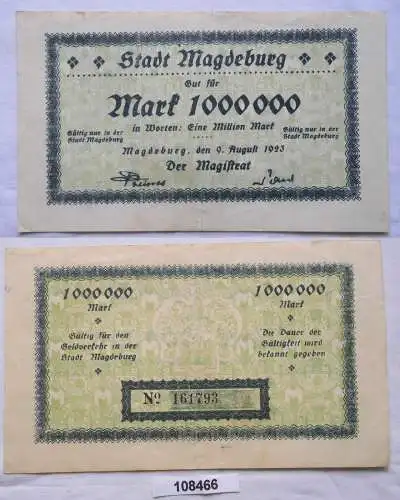 Stadt Magdeburg
Gut für
Mark 1000000
in Worten: Eine Million Mark
Gültig nur in der
Stadt Magdeburg
Gültig nur in der
Stadt Magdeburg
Magdeburg, den 9. August 1923
Der Magistrat
1000000
Mark
Gültig für den
Geldverkehr in der
Stadt Magdeburg
1000000
Mark
Die Dauer der
Gültigkeit wird
bekannt gegeben
No 161793
108466